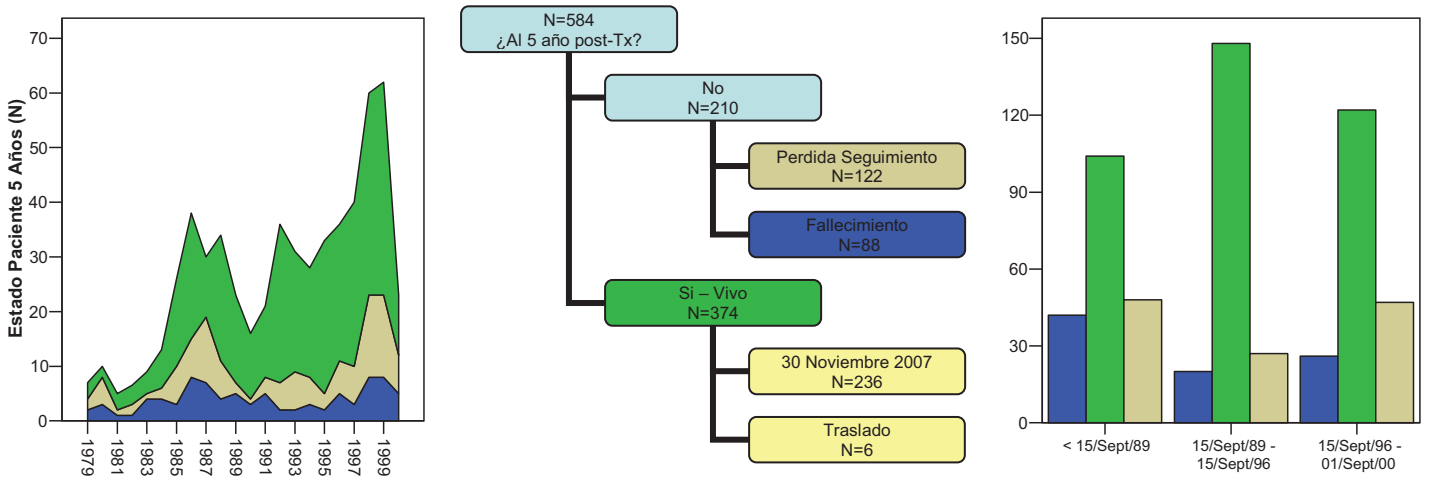 Estado Paciente 5 Años (N)
70
60
50
40
30
20
10
0
1979
1981
1983
1985
1987
1989
1991
1993
1995
1997
1999
N=584
¿Al 5 año post-Tx?
No
N=210
Perdida Seguimiento
N=122
Fallecimiento
N=88
Si – Vivo
N=374
30 Noviembre 2007
N=236
Traslado
N=6
150
120
90
60
30
0
< 15/Sept/89
15/Sept/89 -
15/Sept/96
15/Sept/96 -
01/Sept/00